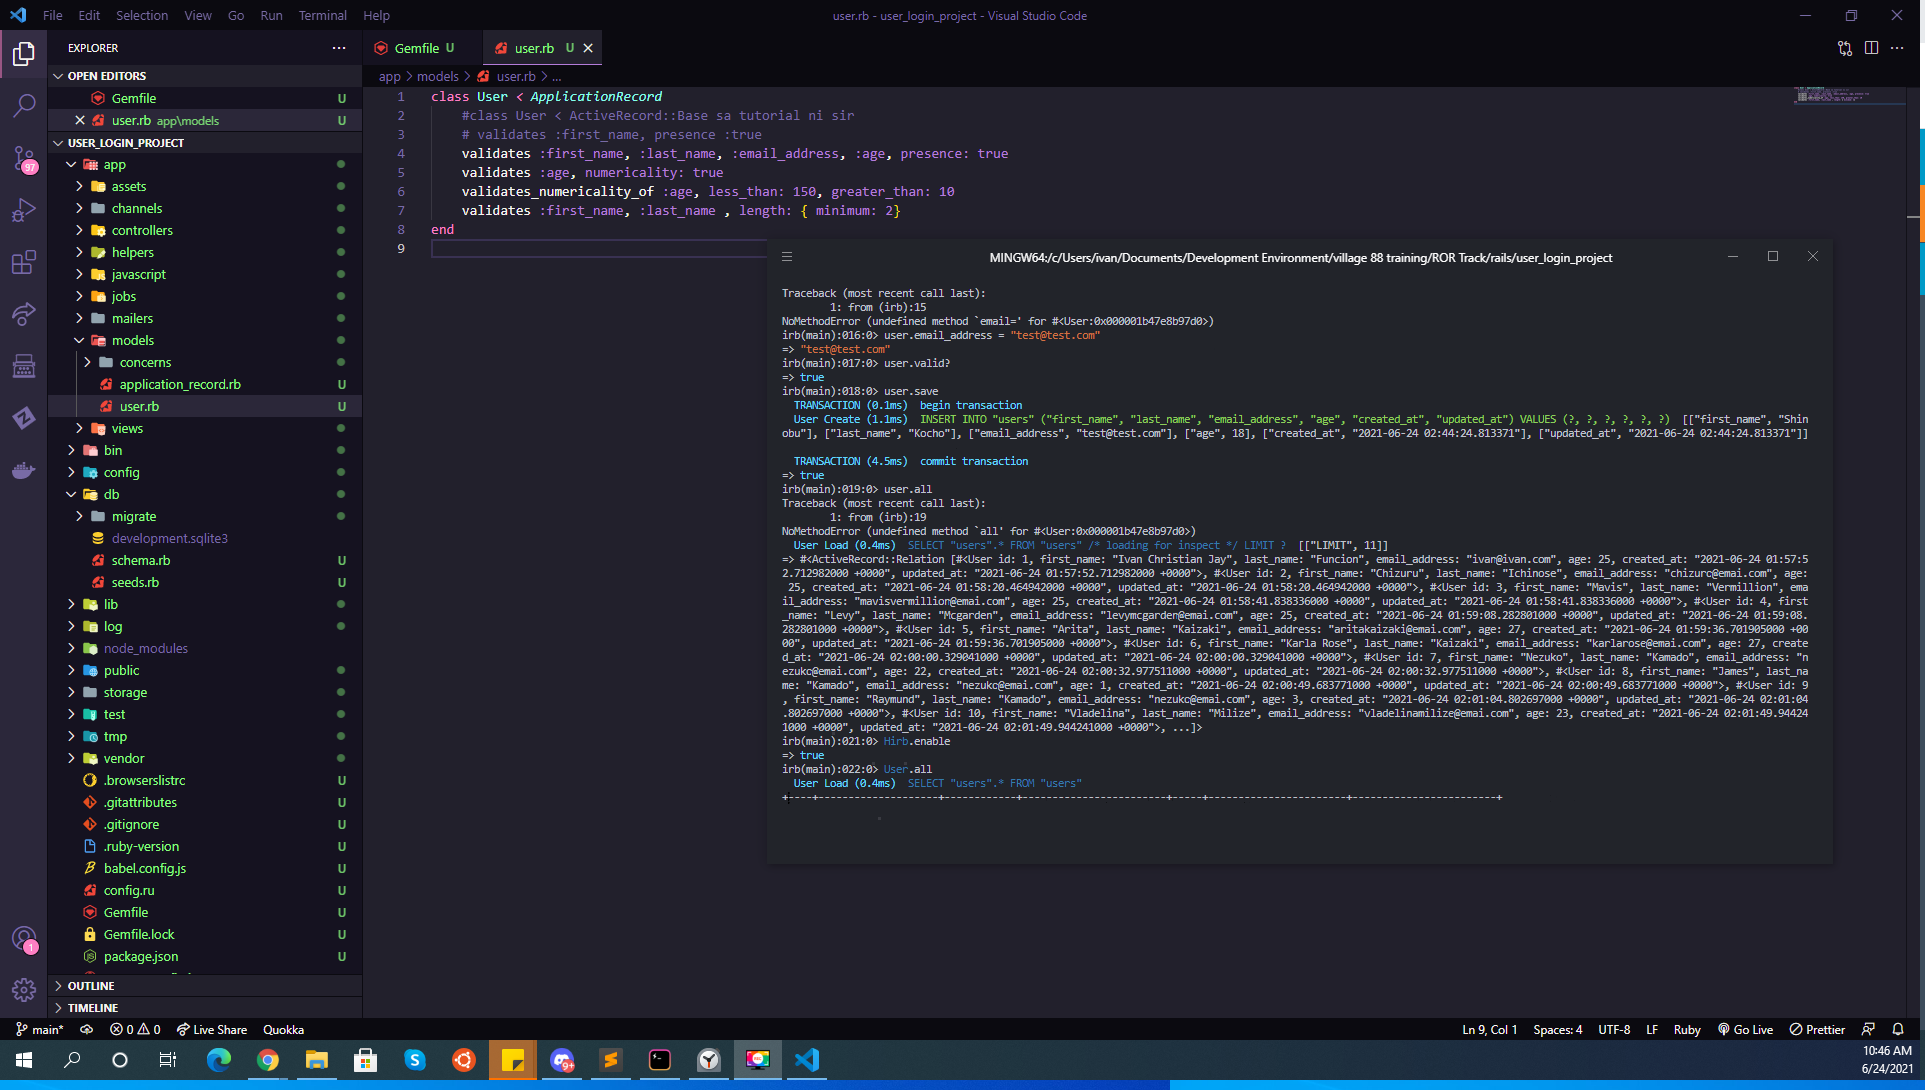 File Edit Selection View Go Run Terminal Help
user.rb - user_login_project - Visual Studio Code
EXPLORER
OPEN EDITORS
Gemfile U
user.rb app\models U
USER_LOGIN_PROJECT
app
assets
channels
controllers
helpers
javascript
jobs
mailers
models
concerns
application_record.rb U
user.rb U
views
bin
config
db
migrate
development.sqlite3
schema.rb U
seeds.rb U
lib
log
node_modules
public
storage
test
tmp
vendor
.browserslistrc U
.gitattributes U
.gitignore U
.ruby-version U
babel.config.js U
config.ru U
Gemfile U
Gemfile.lock U
package.json U
OUTLINE
TIMELINE
97
1
Gemfile U
user.rb U
app > models > user.rb > ...
1 class User < ApplicationRecord
2 #class User < ActiveRecord::Base sa tutorial ni sir
3 # validates :first_name, presence :true
4 validates :first_name, :last_name, :email_address, :age, presence: true
5 validates :age, numericality: true
6 validates_numericality_of :age, less_than: 150, greater_than: 10
7 validates :first_name, :last_name , length: { minimum: 2}
8 end
9
MINGW64:/c/Users/ivan/Documents/Development Environment/village 88 training/ROR Track/rails/user_login_project
Traceback (most recent call last):
1: from (irb):15
NoMethodError (undefined method `email=' for #<User:0x000001b47e8b97d0>)
irb(main):016:0> user.email_address = "test@test.com"
=> "test@test.com"
irb(main):017:0> user.valid?
=> true
irb(main):018:0> user.save
TRANSACTION (0.1ms) begin transaction
User Create (1.1ms) INSERT INTO "users" ("first_name", "last_name", "email_address", "age", "created_at", "updated_at") VALUES (?, ?, ?, ?, ?, ?) [["first_name", "Shin
obu"], ["last_name", "Kocho"], ["email_address", "test@test.com"], ["age", 18], ["created_at", "2021-06-24 02:44:24.813371"], ["updated_at", "2021-06-24 02:44:24.813371"]]
TRANSACTION (4.5ms) commit transaction
=> true
irb(main):019:0> user.all
Traceback (most recent call last):
1: from (irb):19
NoMethodError (undefined method `all' for #<User:0x000001b47e8b97d0>)
User Load (0.4ms) SELECT "users".* FROM "users" /* loading for inspect */ LIMIT ? [["LIMIT", 11]]
=> #<ActiveRecord::Relation [#<User id: 1, first_name: "Ivan Christian Jay", last_name: "Funcion", email_address: "ivan@ivan.com", age: 25, created_at: "2021-06-24 01:57:5
2.712982000 +0000", updated_at: "2021-06-24 01:57:52.712982000 +0000">, #<User id: 2, first_name: "Chizuru", last_name: "Ichinose", email_address: "chizurc@emai.com", age:
25, created_at: "2021-06-24 01:58:20.464942000 +0000", updated_at: "2021-06-24 01:58:20.464942000 +0000">, #<User id: 3, first_name: "Mavis", last_name: "Vermillion", ema
il_address: "mavisvermillior@emai.com", age: 25, created_at: "2021-06-24 01:58:41.838336000 +0000", updated_at: "2021-06-24 01:58:41.838336000 +0000">, #<User id: 4, first
_name: "Levy", last_name: "Mcgarden", email_address: "levymcgarder@emai.com", age: 25, created_at: "2021-06-24 01:59:08.282801000 +0000", updated_at: "2021-06-24 01:59:08.
282801000 +0000">, #<User id: 5, first_name: "Arita", last_name: "Kaizaki", email_address: "aritakaizaki@emai.com", age: 27, created_at: "2021-06-24 01:59:36.701905000 +00
00", updated_at: "2021-06-24 01:59:36.701905000 +0000">, #<User id: 6, first_name: "Karla Rose", last_name: "Kaizaki", email_address: "karlarose@emai.com", age: 27, create
d_at: "2021-06-24 02:00:00.329041000 +0000", updated_at: "2021-06-24 02:00:00.329041000 +0000">, #<User id: 7, first_name: "Nezuko", last_name: "Kamado", email_address: "n
ezukc@emai.com", age: 22, created_at: "2021-06-24 02:00:32.977511000 +0000", updated_at: "2021-06-24 02:00:32.977511000 +0000">, #<User id: 8, first_name: "James", last_na
me: "Kamado", email_address: "nezukc@emai.com", age: 1, created_at: "2021-06-24 02:00:49.683771000 +0000", updated_at: "2021-06-24 02:00:49.683771000 +0000">, #<User id: 9
, first_name: "Raymund", last_name: "Kamado", email_address: "nezukc@emai.com", age: 3, created_at: "2021-06-24 02:01:04.802697000 +0000", updated_at: "2021-06-24 02:01:04
.802697000 +0000">, #<User id: 10, first_name: "Vladelina", last_name: "Milize", email_address: "vladelinamilize@emai.com", age: 23, created_at: "2021-06-24 02:01:49.94424
1000 +0000", updated_at: "2021-06-24 02:01:49.944241000 +0000">, ...]>
irb(main):021:0> Hirb.enable
=> true
irb(main):022:0> User.all
User Load (0.4ms) SELECT "users".* FROM "users"
+----+--------------------+------------+-------------------------+-----+-----------------------+------------------------+
main* 0 0 Live Share Quokka
Ln 9, Col 1 Spaces: 4 UTF-8 LF Ruby Go Live Prettier
9+
10:46 AM
6/24/2021